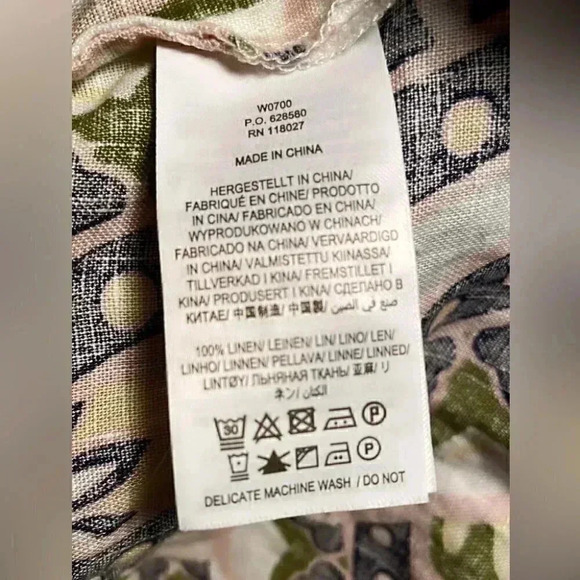 W0700
P.O. 628580
RN 118027
MADE IN CHINA
HERGESTELLT IN CHINA/
FABRIQUÉ EN CHINE/ PRODOTTO
IN CINA/ FABRICADO EN CHINA/
WYPRODUKOWANO W CHINACH/
FABRICADO NA CHINA/ VERVAARDIGD
IN CHINA/ VALMISTETTU KIINASSA/
TILLVERKAD I KINA/ FREMSTILLET I
KINA/ PRODUSERT I KINA/ СДЕЛАНО В
КИТАЕ/ 中国制造/ 中国製/ صنع في الصين/
100% LINEN/ LEINEN/ LIN/ LINO/ LEN/
LINHO/ LINNEN/ PELLAVA/ LINNE/ LINNED/
LINTØY/ ЛЬНЯНАЯ ТКАНЬ/ 亚麻/ リ
ネン/ الكتان/
30 P
P
DELICATE MACHINE WASH / DO NOT